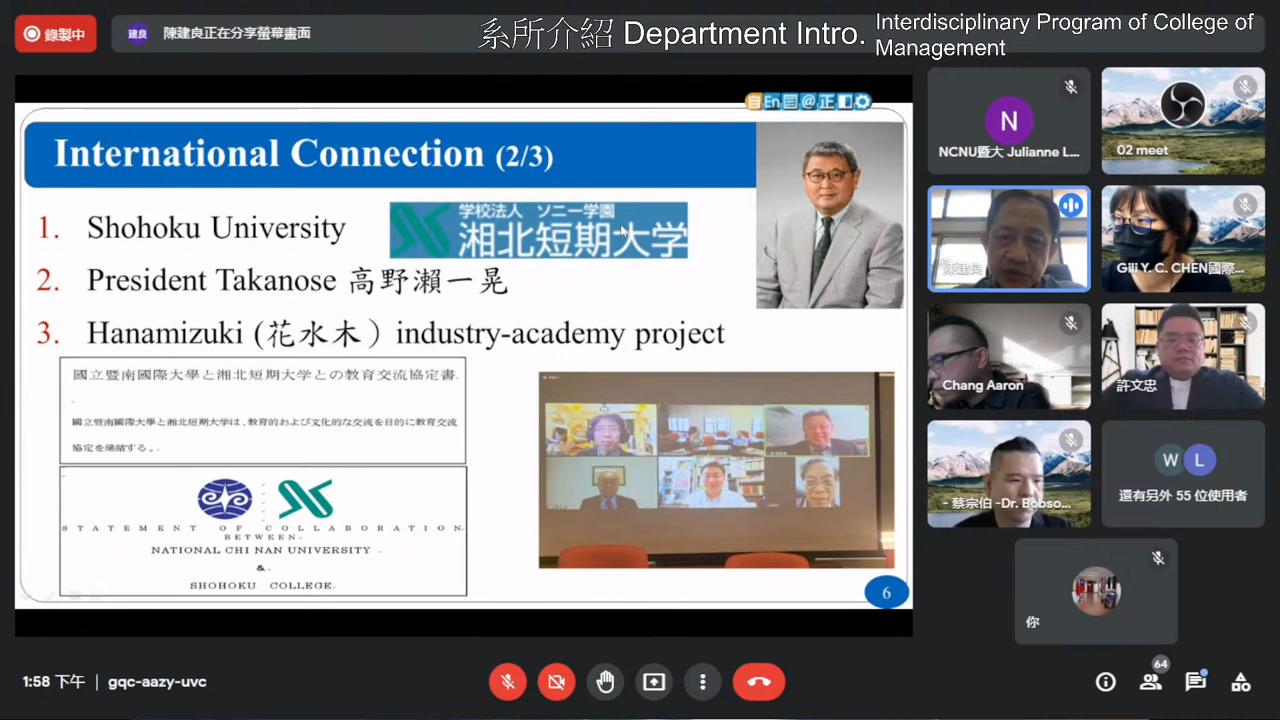 錄製中
建良
陳建良正在分享螢幕畫面
系所介紹 Department Intro.
Interdisciplinary Program of College of
Management
En
@
正
International Connection (2/3)
1. Shohoku University
学校法人 ソニー学園
湘北短期大学
2. President Takanose 高野瀨一晃
3. Hanamizuki (花水木) industry-academy project
國立暨南國際大學と湘北短期大学との教育交流協定書
國立暨南國際大學と湘北短期大学は、教育的および文化的な交流を目的に教育交流
協定を締結する。
STATEMENT OF COLLABORATION
BETWEEN
NATIONAL CHI NAN UNIVERSITY
&
SHOHOKU COLLEGE
6
N
NCNU暨大 Julianne L...
02 meet
陳建良
Gili Y. C. CHEN國際...
Chang Aaron
許文忠
- 蔡宗伯 -Dr. Bobso...
W
L
還有另外 55 位使用者
你
1:58 下午 | gqc-aazy-uvc
64